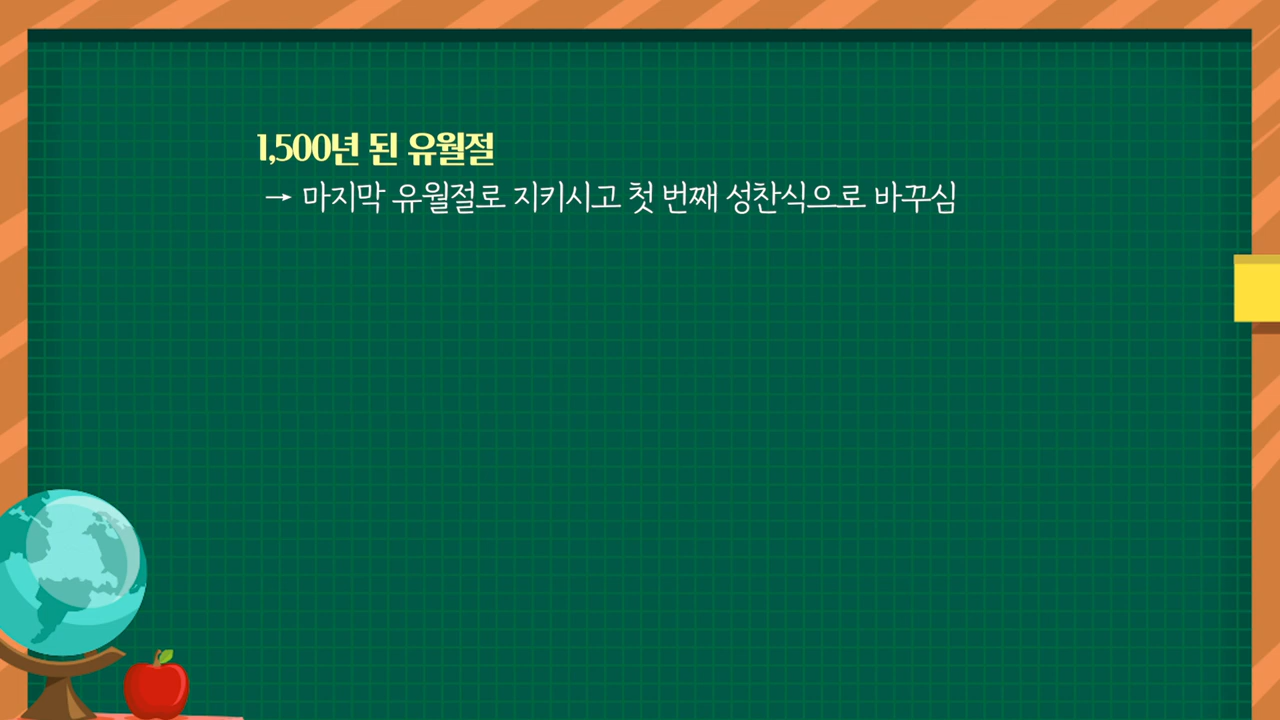 1,500년 된 유월절
→ 마지막 유월절로 지키시고 첫 번째 성찬식으로 바꾸심